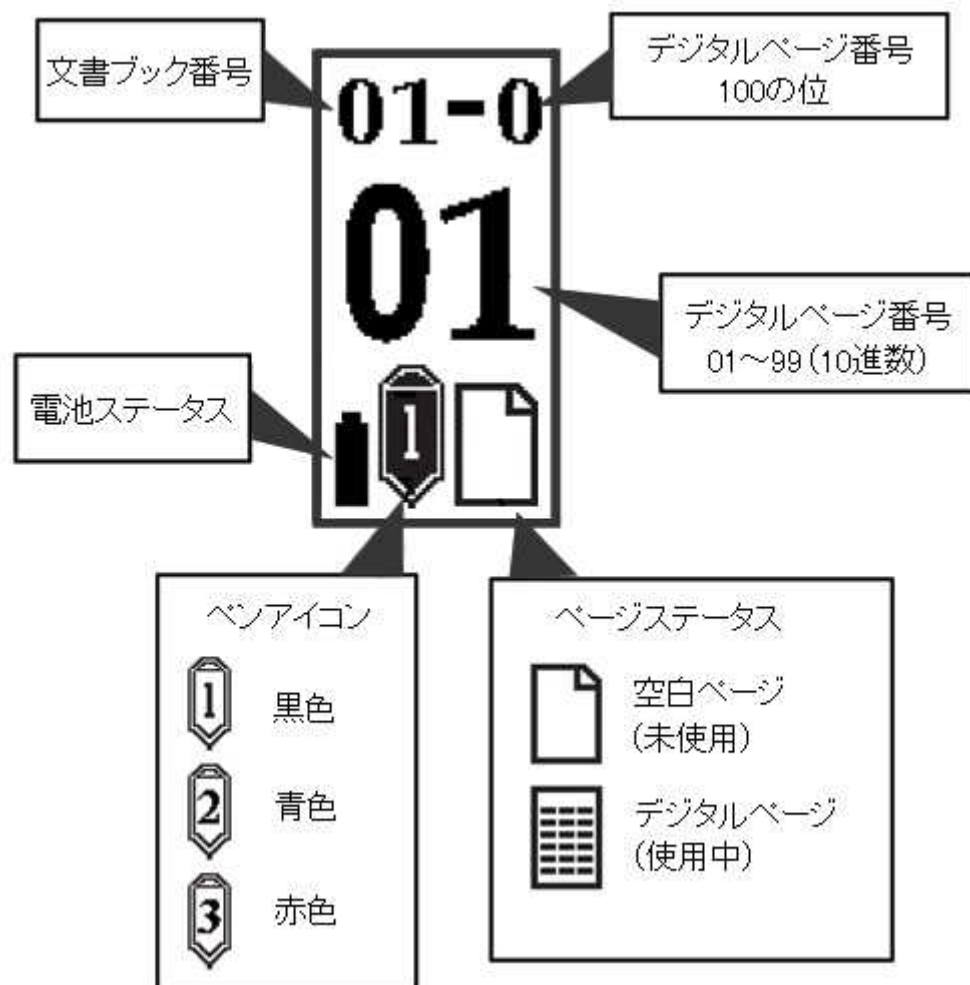 文書ブック番号
デジタルページ番号
100の位
01-0
01
デジタルページ番号
01～99(10進数)
電池ステータス
1
ペンアイコン
1 黒色
2 青色
3 赤色
ページステータス
空白ページ
(未使用)
デジタルページ
(使用中)